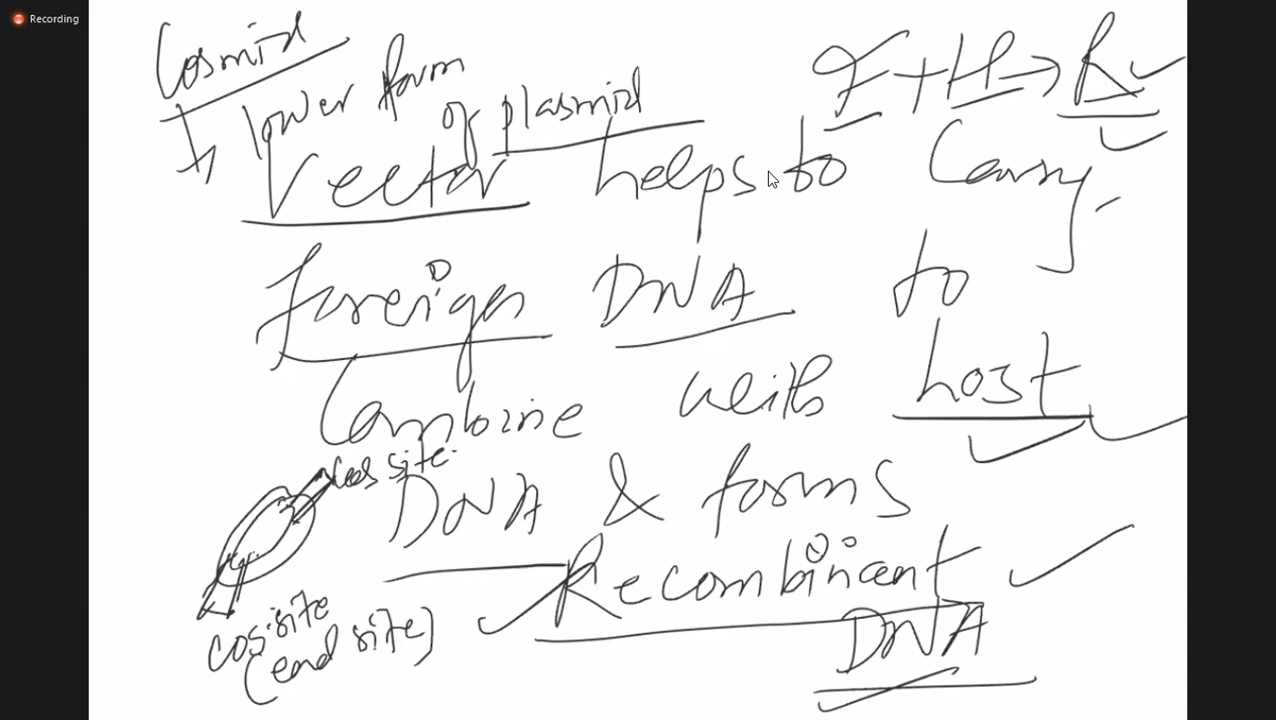 Recording
Cosmid
↳ lower form
of plasmid
F + H → R ✓
Vector helps to Carry
foreign DNA to
Combine with host
DNA & forms
Recombinant
DNA
cos site.
cos site
(end site)